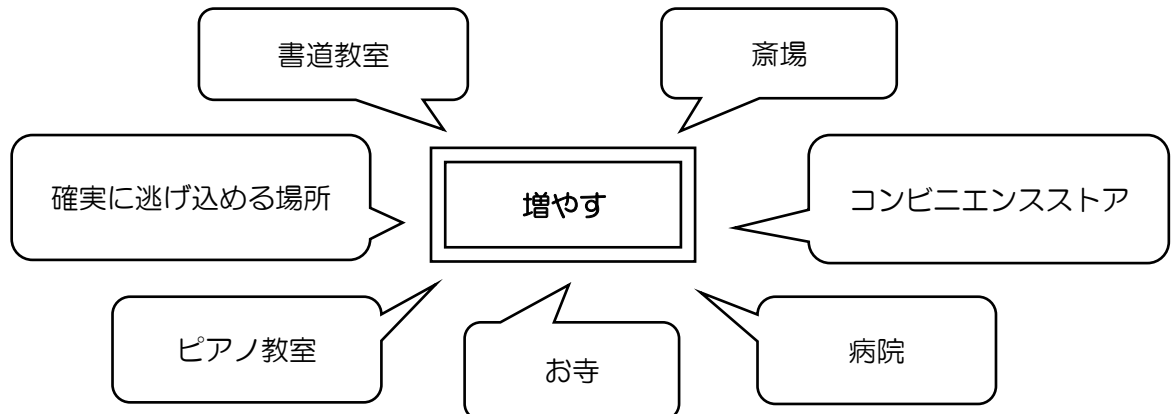 書道教室
斎場
確実に逃げ込める場所
増やす
コンビニエンスストア
ピアノ教室
お寺
病院